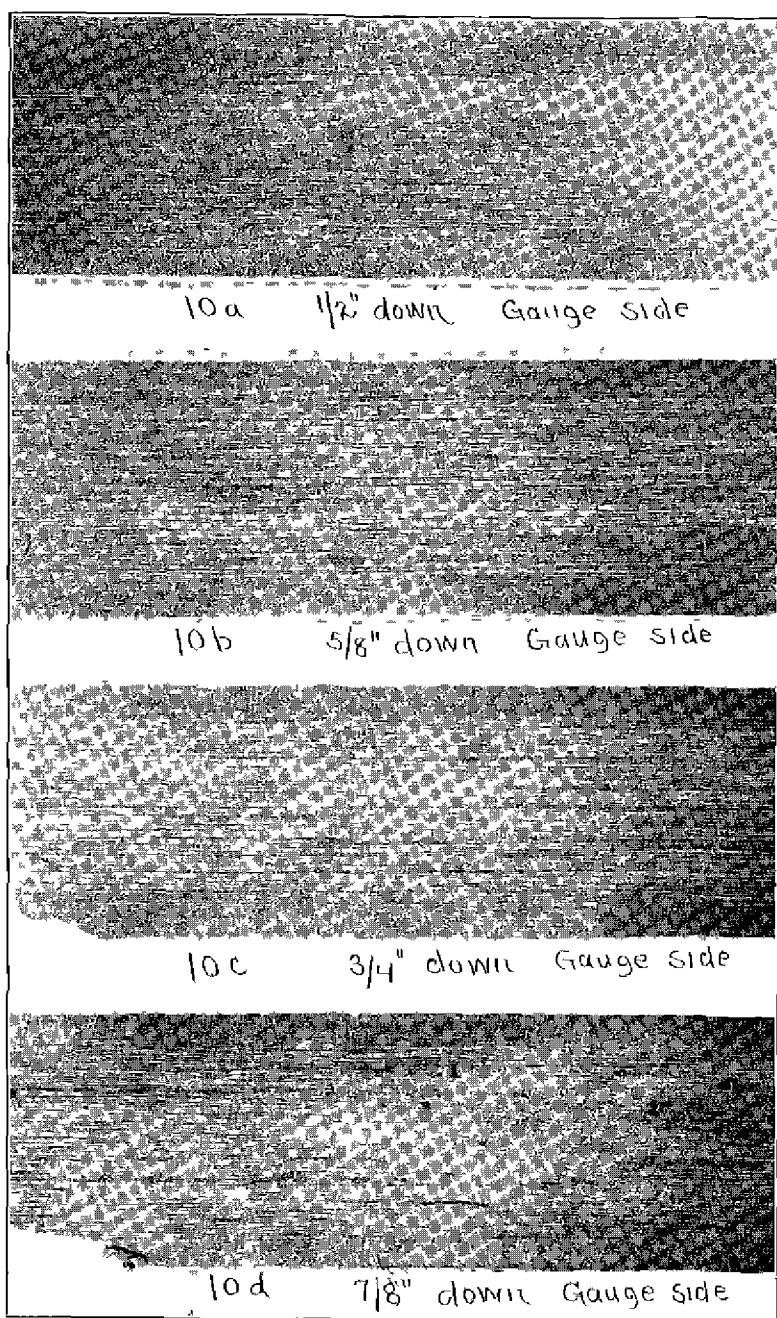 10a 1/2" down Gauge side
10b 5/8" down Gauge side
10c 3/4" down Gauge side
10d 7/8" down Gauge side